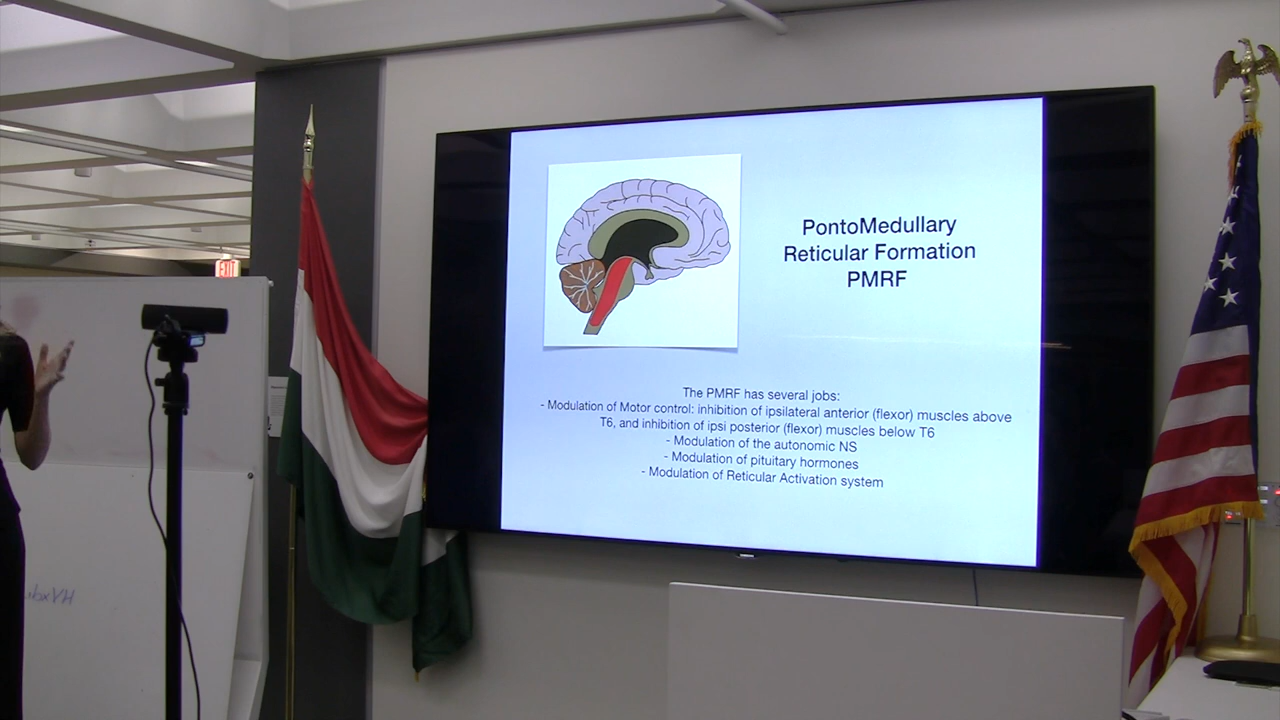 PontoMedullary
Reticular Formation
PMRF
The PMRF has several jobs:
- Modulation of Motor control: inhibition of ipsilateral anterior (flexor) muscles above
T6, and inhibition of ipsi posterior (flexor) muscles below T6
- Modulation of the autonomic NS
- Modulation of pituitary hormones
- Modulation of Reticular Activation system
EXIT